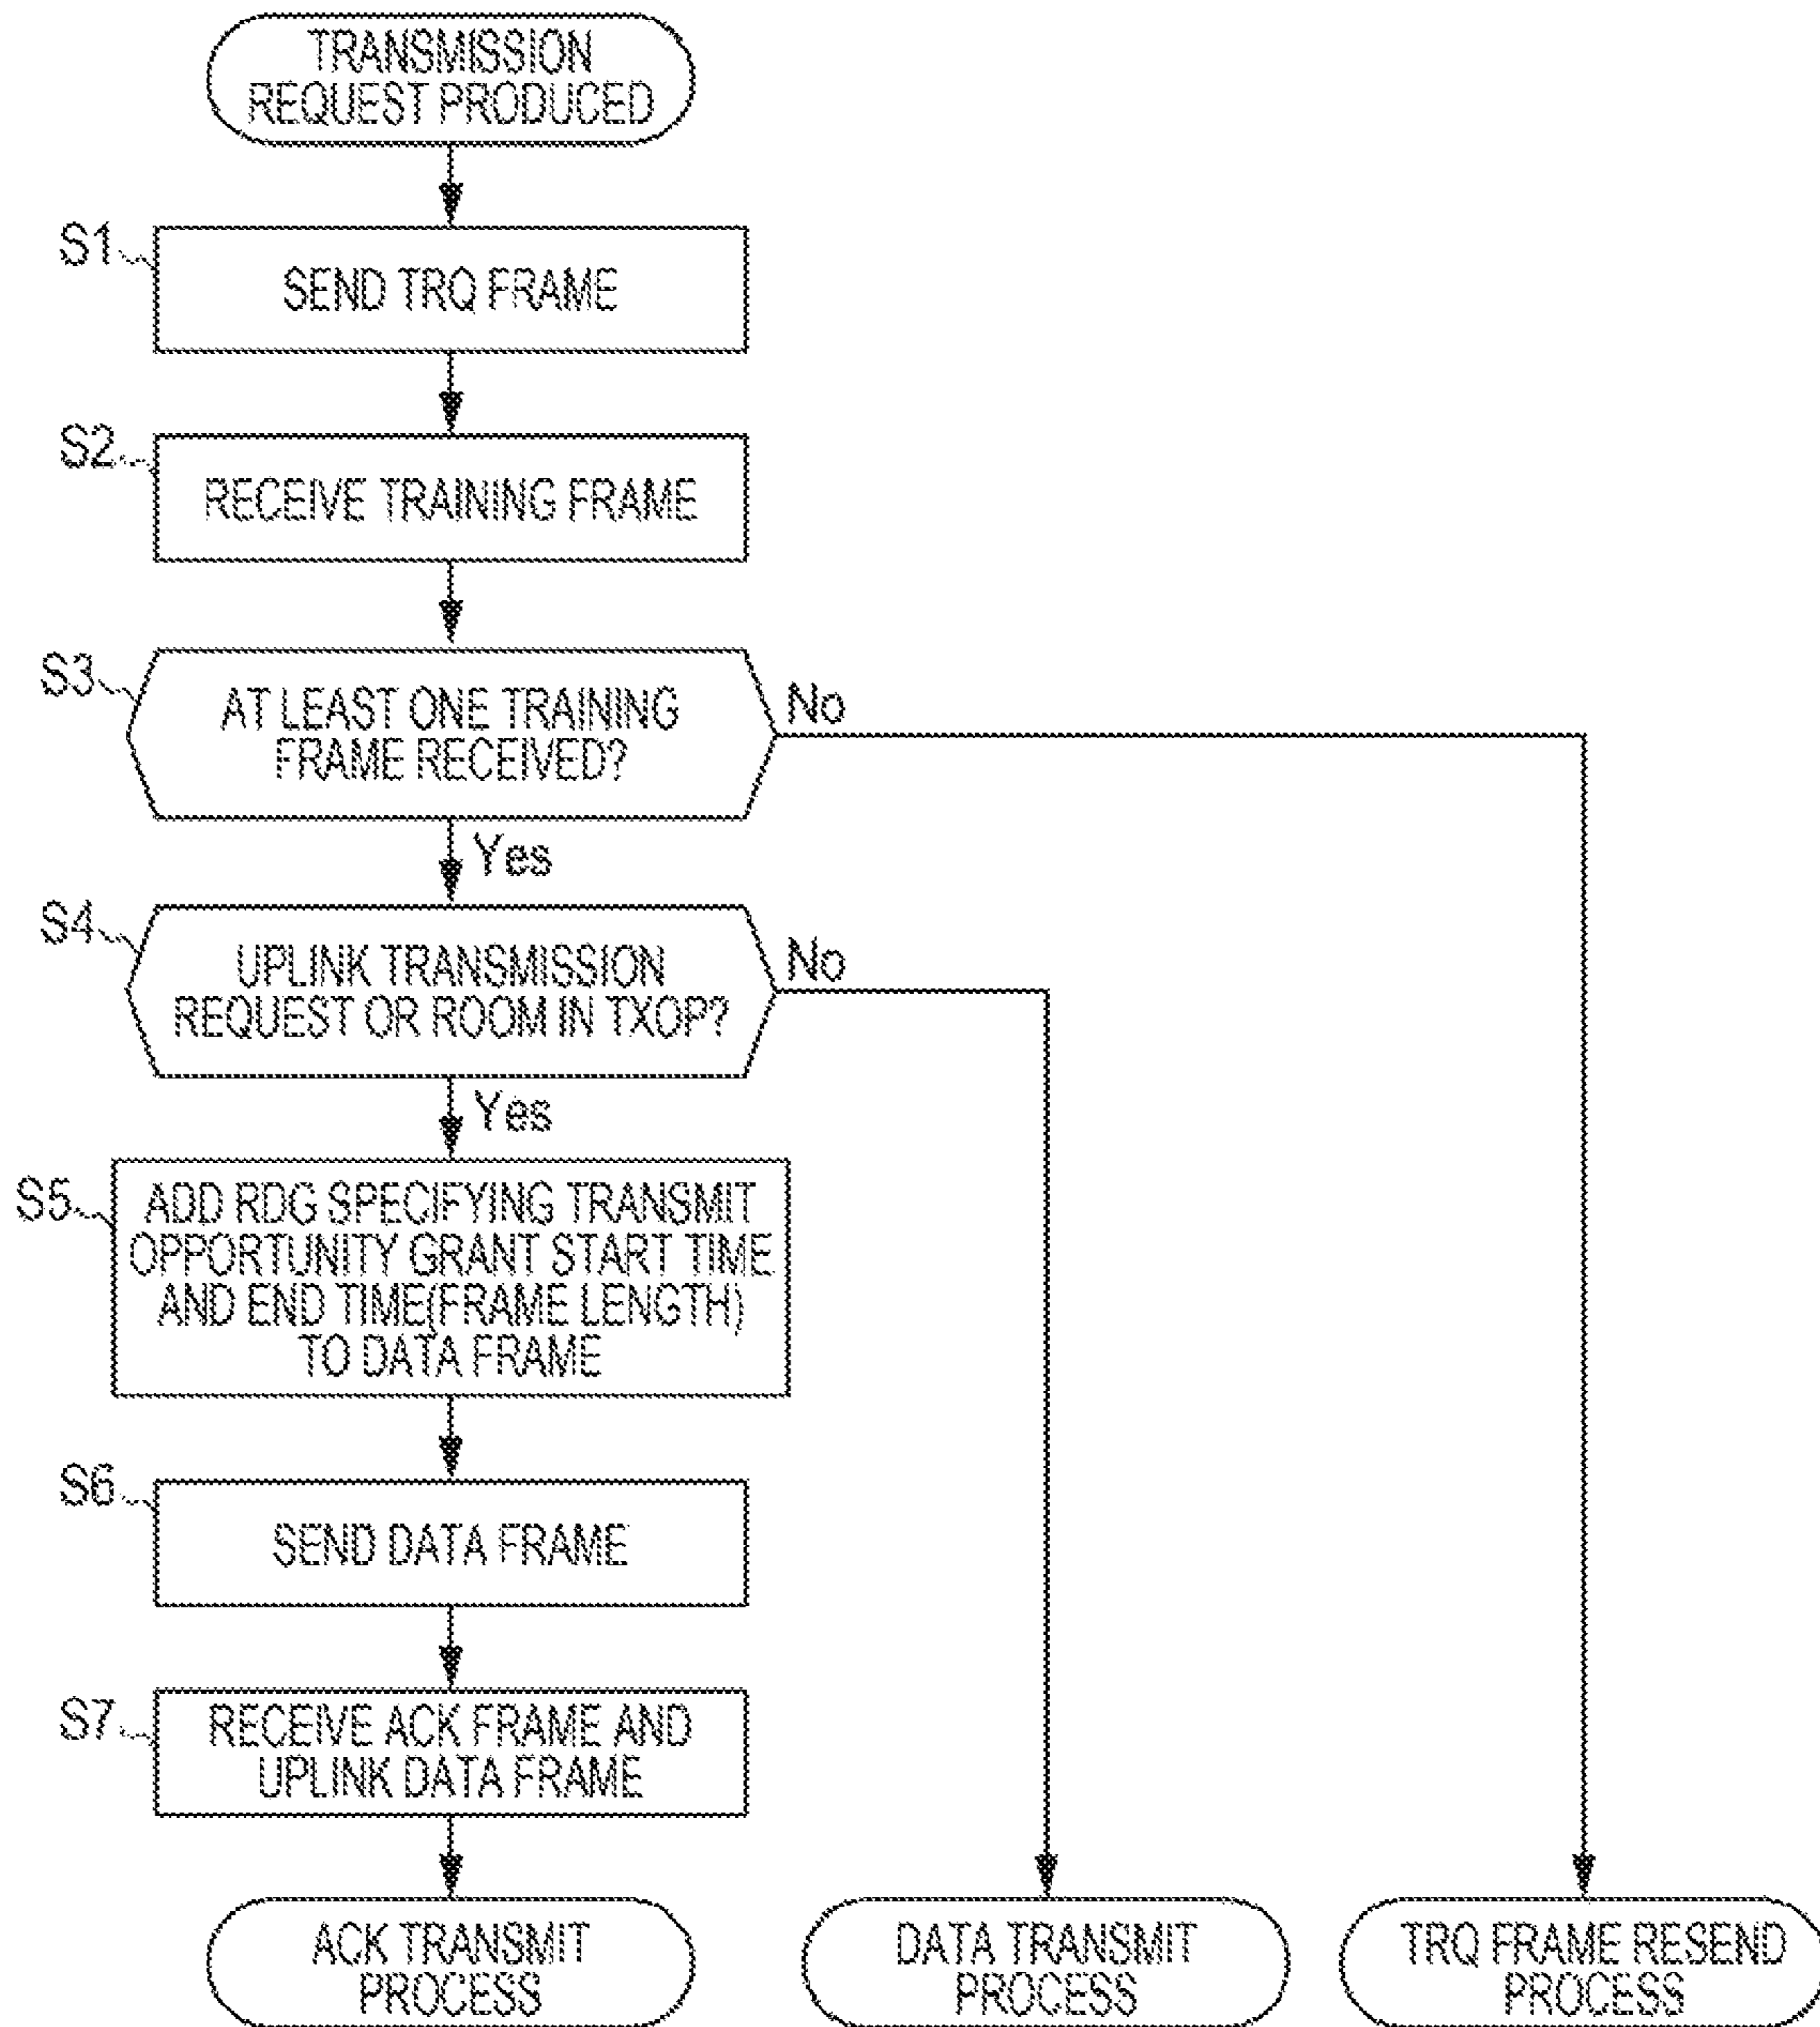 TRANSMISSION
REQUEST PRODUCED
S1
SEND TRQ FRAME
S2
RECEIVE TRAINING FRAME
S3
AT LEAST ONE TRAINING
FRAME RECEIVED?
No
Yes
S4
UPLINK TRANSMISSION
REQUEST OR ROOM IN TXOP?
No
Yes
S5
ADD RDG SPECIFYING TRANSMIT
OPPORTUNITY GRANT START TIME
AND END TIME(FRAME LENGTH)
TO DATA FRAME
S6
SEND DATA FRAME
S7
RECEIVE ACK FRAME AND
UPLINK DATA FRAME
ACK TRANSMIT
PROCESS
DATA TRANSMIT
PROCESS
TRQ FRAME RESEND
PROCESS